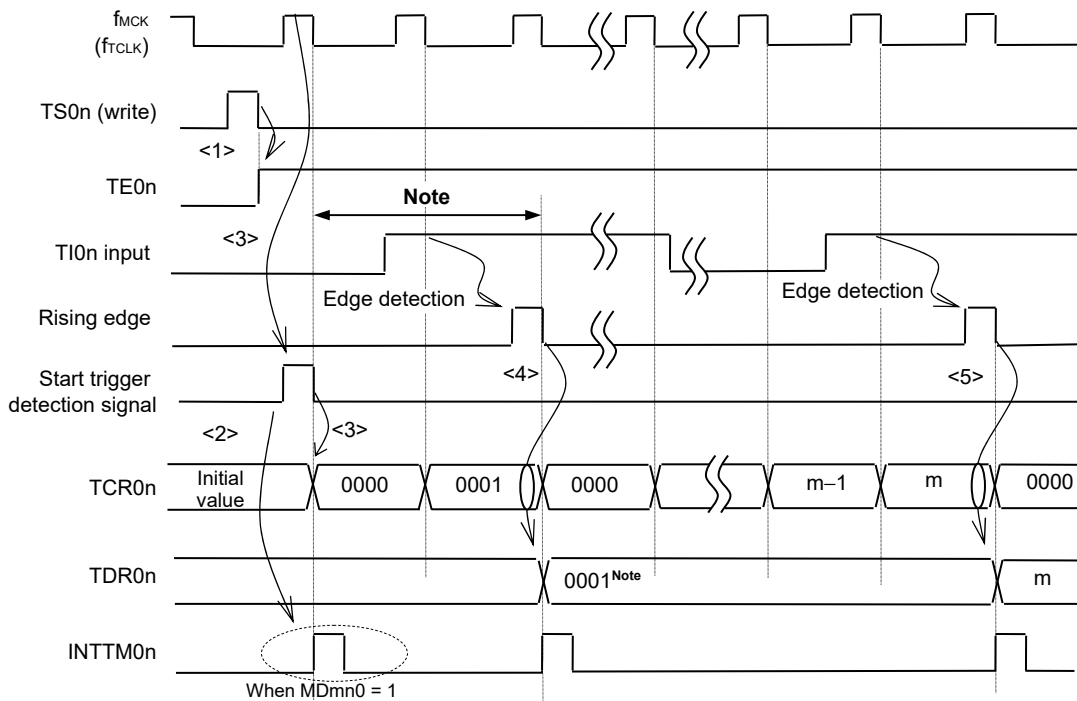 fMCK
(fTCLK)
TS0n (write)
<1>
TE0n
Note
<3>
TI0n input
Edge detection
Edge detection
Rising edge
<4>
<5>
Start trigger
detection signal
<2>
<3>
TCR0n
Initial
value
0000
0001
0000
m−1
m
0000
TDR0n
0001Note
m
INTTM0n
When MDmn0 = 1